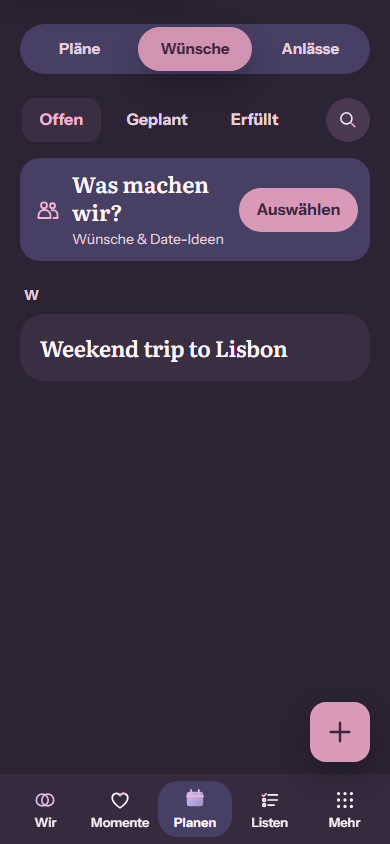 Pläne Wünsche Anlässe
Offen Geplant Erfüllt
Was machen
wir?
Wünsche & Date-Ideen
Auswählen
W
Weekend trip to Lisbon
Wir Momente Planen Listen Mehr